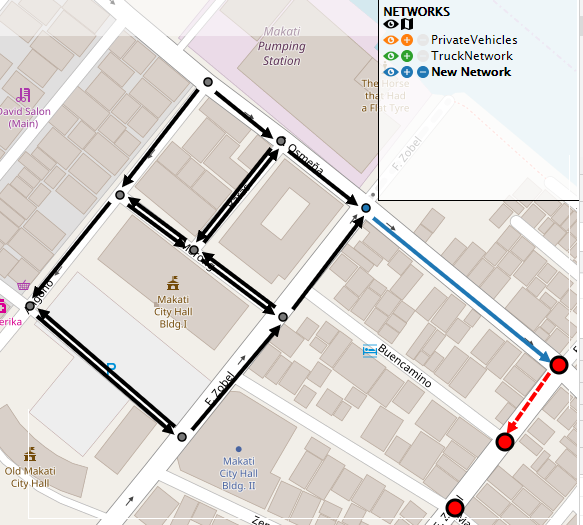 NETWORKS
PrivateVehicles
TruckNetwork
New Network
Makati
Pumping
Station
The Horse
that Had
a Flat Tyre
David Salon
(Main)
Osmeña
F. Zobel
Makati
City Hall
Bldg.I
P
Buencamino
F. Zobel
Old Makati
City Hall
Makati
City Hall
Bldg. II